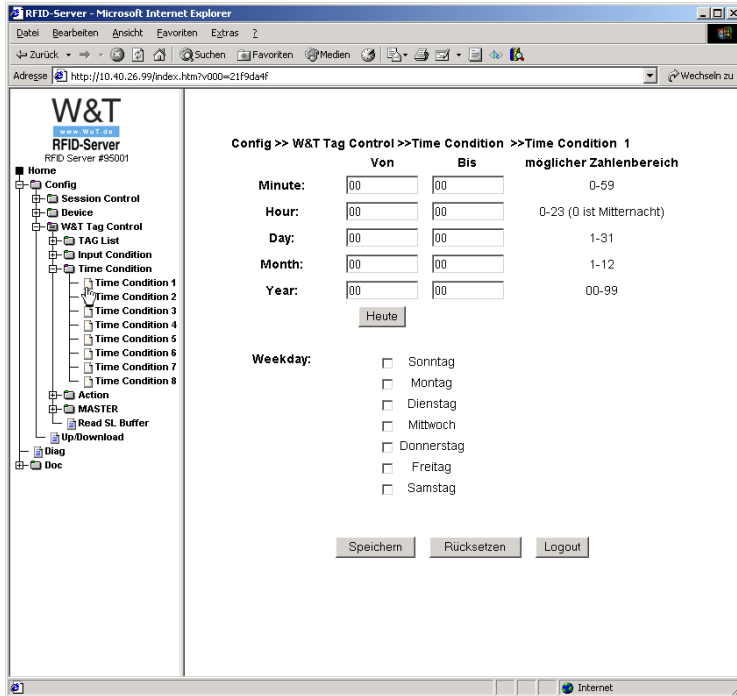 RFID-Server - Microsoft Internet Explorer
Datei Bearbeiten Ansicht Favoriten Extras ?
Zurück Suchen Favoriten Medien
Adresse http://10.40.26.99/index.htm?v000=21f9da4f Wechseln zu
W&T
www.WuT.de
RFID-Server
RFID Server #95001
Home
Config
Session Control
Device
W&T Tag Control
TAG List
Input Condition
Time Condition
Time Condition 1
Time Condition 2
Time Condition 3
Time Condition 4
Time Condition 5
Time Condition 6
Time Condition 7
Time Condition 8
Action
MASTER
Read SL Buffer
Up/Download
Diag
Doc
Config >> W&T Tag Control >>Time Condition >>Time Condition 1
Von Bis möglicher Zahlenbereich
Minute: 00 00 0-59
Hour: 00 00 0-23 (0 ist Mitternacht)
Day: 00 00 1-31
Month: 00 00 1-12
Year: 00 00 00-99
Heute
Weekday: Sonntag
Montag
Dienstag
Mittwoch
Donnerstag
Freitag
Samstag
Speichern Rücksetzen Logout
Internet